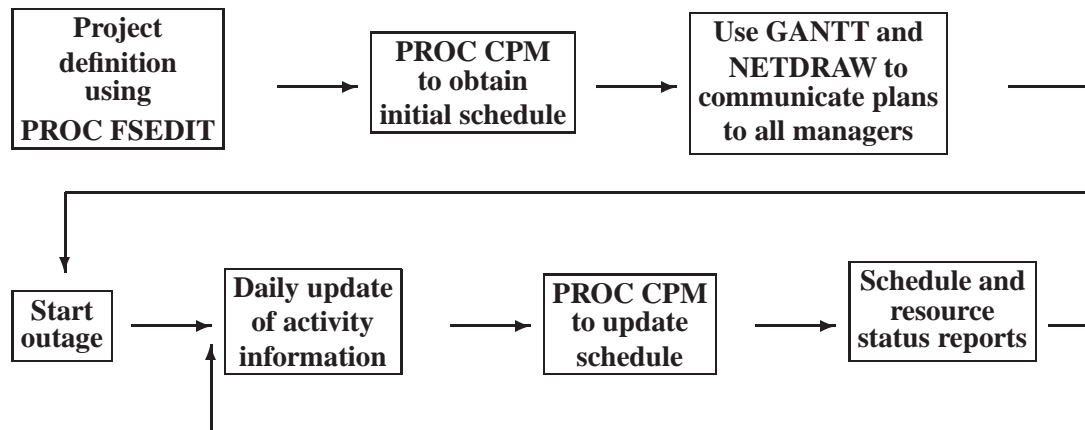 Project
definition
using
PROC FSEDIT
PROC CPM
to obtain
initial schedule
Use GANTT and
NETDRAW to
communicate plans
to all managers
Start
outage
Daily update
of activity
information
PROC CPM
to update
schedule
Schedule and
resource
status reports